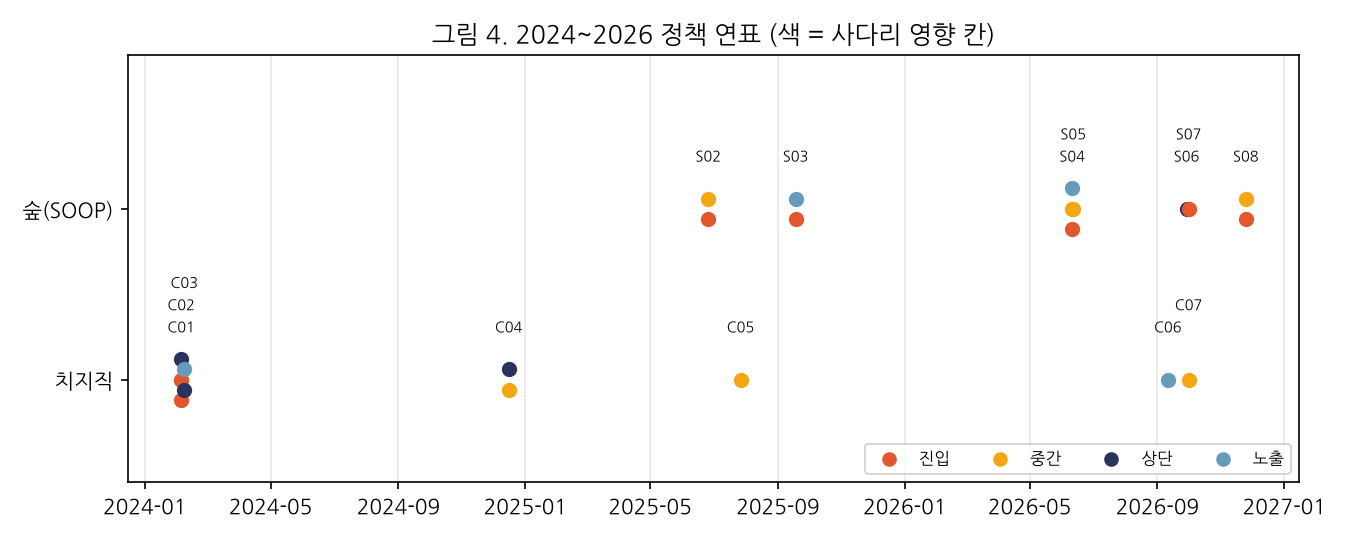 그림 4. 2024~2026 정책 연표 (색 = 사다리 영향 칸)
S05 S07
S02 S03 S04 S06 S08
숲(SOOP)
C03
C02 C07
C01 C04 C05 C06
치지직
진입 중간 상단 노출
2024-01 2024-05 2024-09 2025-01 2025-05 2025-09 2026-01 2026-05 2026-09 2027-01